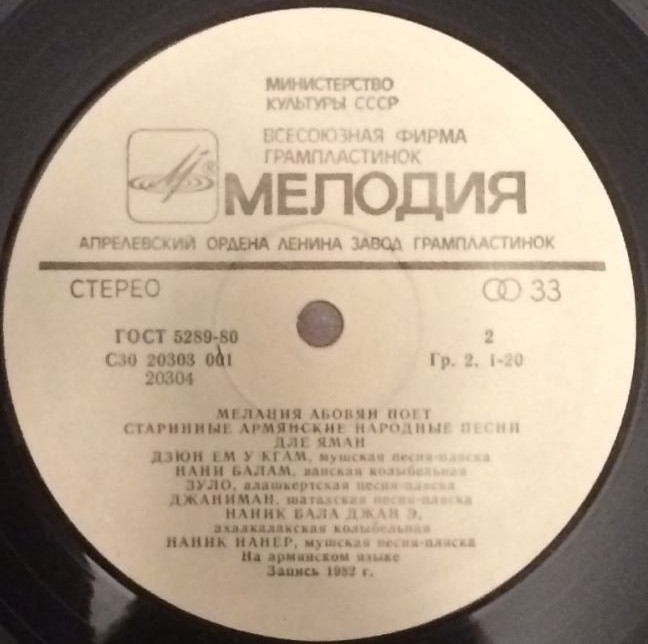 МИНИСТЕРСТВО
КУЛЬТУРЫ СССР
ВСЕСОЮЗНАЯ ФИРМА
ГРАМПЛАСТИНОК
МЕЛОДИЯ
АПРЕЛЕВСКИЙ ОРДЕНА ЛЕНИНА ЗАВОД ГРАМПЛАСТИНОК
СТЕРЕО 33
ГОСТ 5289-80 2
С30 20303 001 Гр. 2. 1-20
20304
МЕЛАНИЯ АБОВЯН ПОЕТ
СТАРИННЫЕ АРМЯНСКИЕ НАРОДНЫЕ ПЕСНИ
ДЛЕ ЯМАН
ДЗЮН ЕМ У КГАМ, мушская песня-пляска
НАНИ БАЛАМ, ванская колыбельная
ЗУЛО, алашкертская песня-пляска
ДЖАНИМАН, шатахская песня-пляска
НАНИК БАЛА ДЖАН Э,
ахалкалакская колыбельная
НАНИК НАНЕР, мушская песня-пляска
На армянском языке
Запись 1982 г.